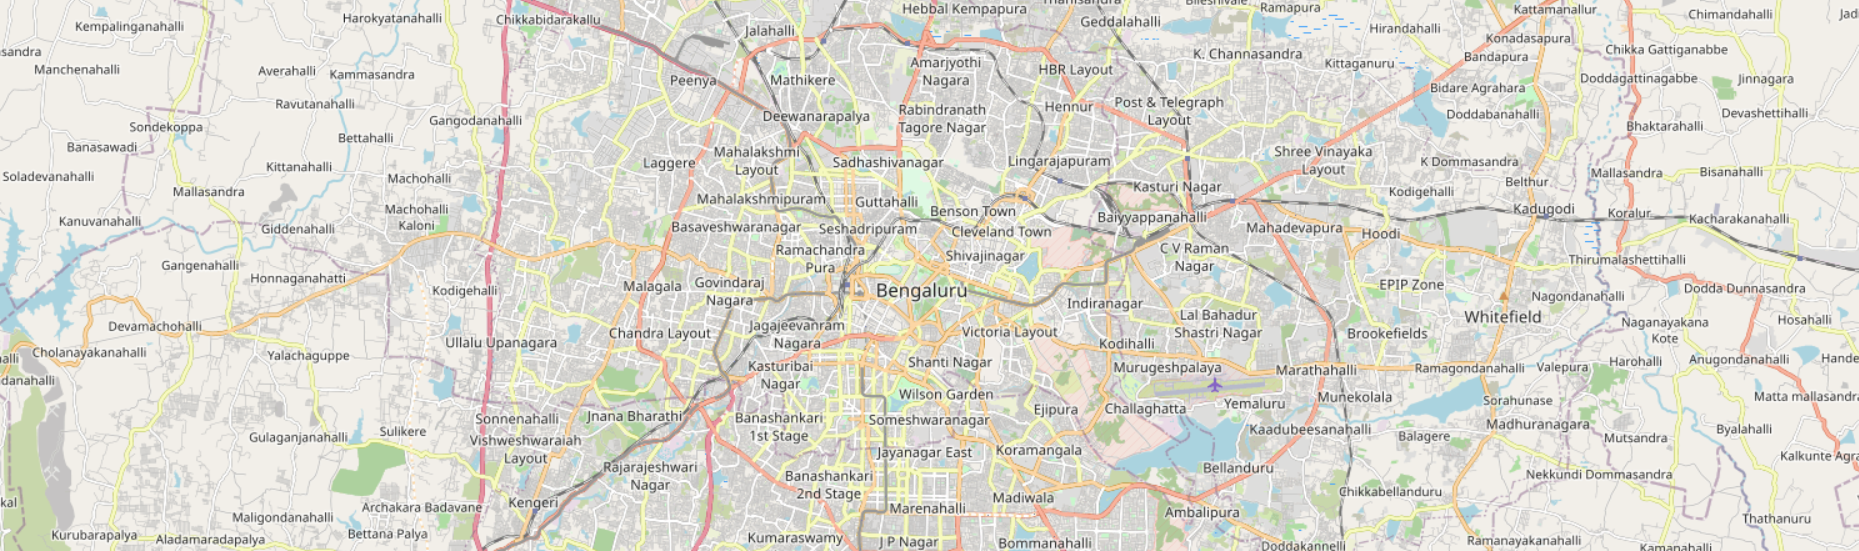 Hebbal Kempapura
Thanisandra
Bileshivale
Ramapura
Kattamanallur
Chimandahalli
Kempalinganahalli
Harokyatanahalli
Chikkabidarakallu
Jalahalli
Geddalahalli
Hirandahalli
Konadasapura
sandra
Manchenahalli
Averahalli
Kammasandra
Peenya
Mathikere
Amarjyothi
Nagara
HBR Layout
K. Channasandra
Kittaganuru
Bandapura
Chikka Gattiganabbe
Doddagattinagabbe
Jinnagara
Ravutanahalli
Gangodanahalli
Deewanarapalya
Rabindranath
Tagore Nagar
Hennur
Post & Telegraph
Layout
Bidare Agrahara
Doddabanahalli
Devashettihalli
Bhaktarahalli
Sondekoppa
Banasawadi
Bettahalli
Kittanahalli
Laggere
Mahalakshmi
Layout
Sadhashivanagar
Lingarajapuram
Shree Vinayaka
Layout
K Dommasandra
Belthur
Mallasandra
Bisanahalli
Soladevanahalli
Mallasandra
Machohalli
Mahalakshmipuram
Guttahalli
Kasturi Nagar
Kodigehalli
Kanuvanahalli
Machohalli
Kaloni
Giddenahalli
Basaveshwaranagar
Seshadripuram
Benson Town
Cleveland Town
Baiyyappanahalli
Mahadevapura
Hoodi
Kadugodi
Koralur
Kacharakanahalli
Gangenahalli
Honnaganahatti
Ramachandra
Pura
Shivajinagar
C V Raman
Nagar
Thirumalashettihalli
Kodigehalli
Malagala
Govindaraj
Nagara
Bengaluru
Indiranagar
EPIP Zone
Nagondanahalli
Dodda Dunnasandra
Devamachohalli
Chandra Layout
Jagajeevanram
Nagara
Victoria Layout
Lal Bahadur
Shastri Nagar
Brookefields
Whitefield
Naganayakana
Kote
Hosahalli
Cholanayakanahalli
Yalachaguppe
Ullalu Upanagara
Kodihalli
halli
danahalli
Kasturibai
Nagar
Shanti Nagar
Murugeshpalaya
Marathahalli
Ramagondanahalli
Valepura
Harohalli
Anugondanahalli
Hande
Wilson Garden
Ejipura
Challaghatta
Yemaluru
Munekolala
Sorahunase
Matta mallasandra
Sonnenahalli
Jnana Bharathi
Banashankari
1st Stage
Someshwaranagar
Kaadubeesanahalli
Madhuranagara
Gulaganjanahalli
Sulikere
Vishweshwaraiah
Layout
Jayanagar East
Koramangala
Balagere
Mutsandra
Byalahalli
Kalkunte Agra
Rajarajeshwari
Nagar
Banashankari
2nd Stage
Bellanduru
Nekkundi Dommasandra
Chikkabellanduru
kal
Kengeri
Archakara Badavane
Madiwala
Marenahalli
Ambalipura
Thathanuru
Maligondanahalli
Kurubarapalya
Aladamaradapalya
Bettana Palya
Kumaraswamy
J P Nagar
Bommanahalli
Doddakannelli
Ramanayakanahalli
Kamanahalli